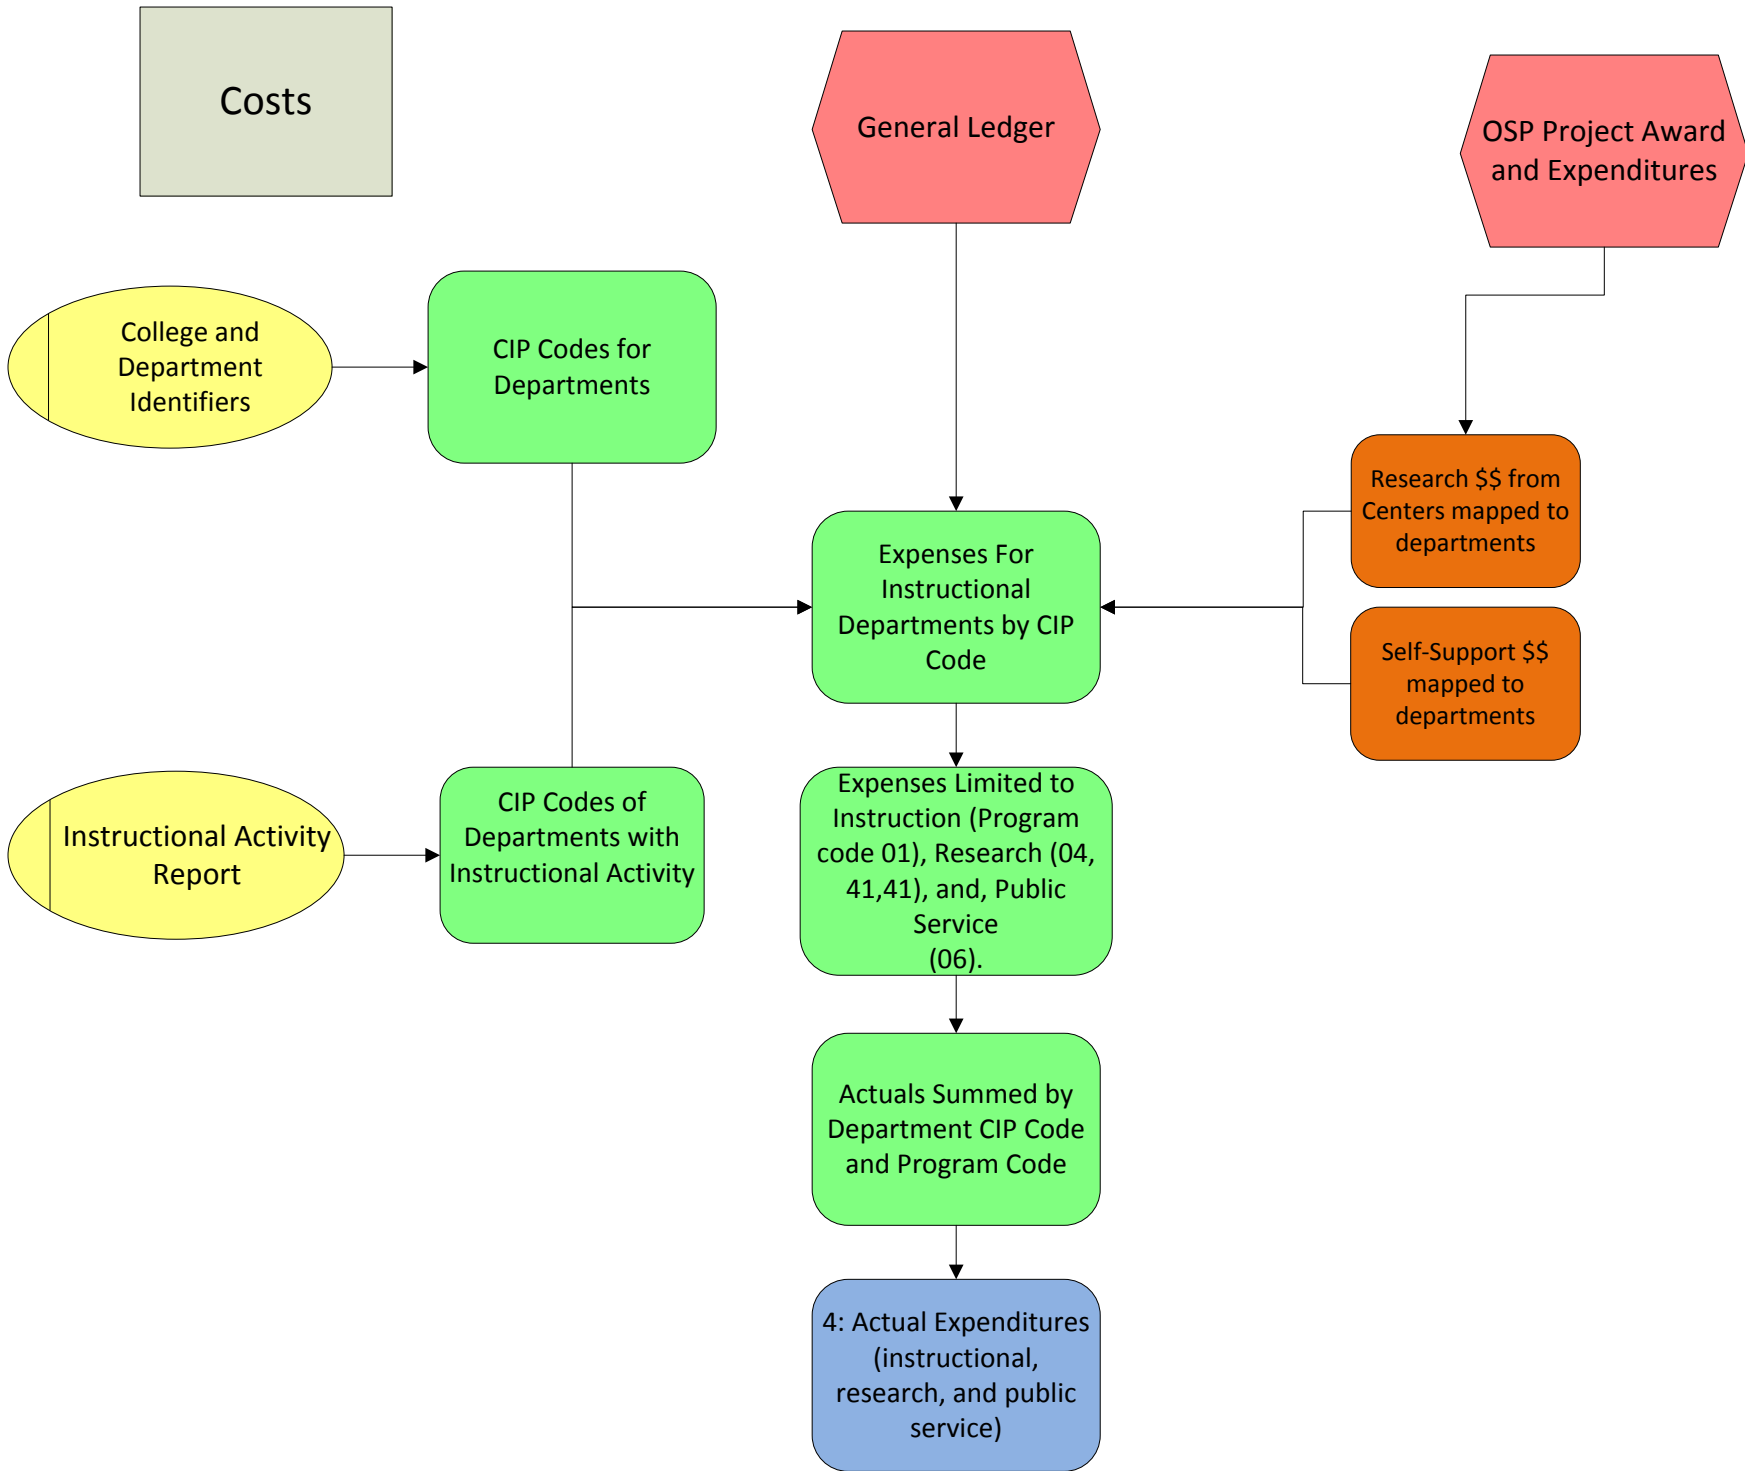 Costs
General Ledger
OSP Project Award
and Expenditures
College and
Department
Identifiers
CIP Codes for
Departments
Research $$ from
Centers mapped to
departments
Expenses For
Instructional
Departments by CIP
Code
Self-Support $$
mapped to
departments
Instructional Activity
Report
CIP Codes of
Departments with
Instructional Activity
Expenses Limited to
Instruction (Program
code 01), Research (04,
41,41), and, Public
Service
(06).
Actuals Summed by
Department CIP Code
and Program Code
4: Actual Expenditures
(instructional,
research, and public
service)